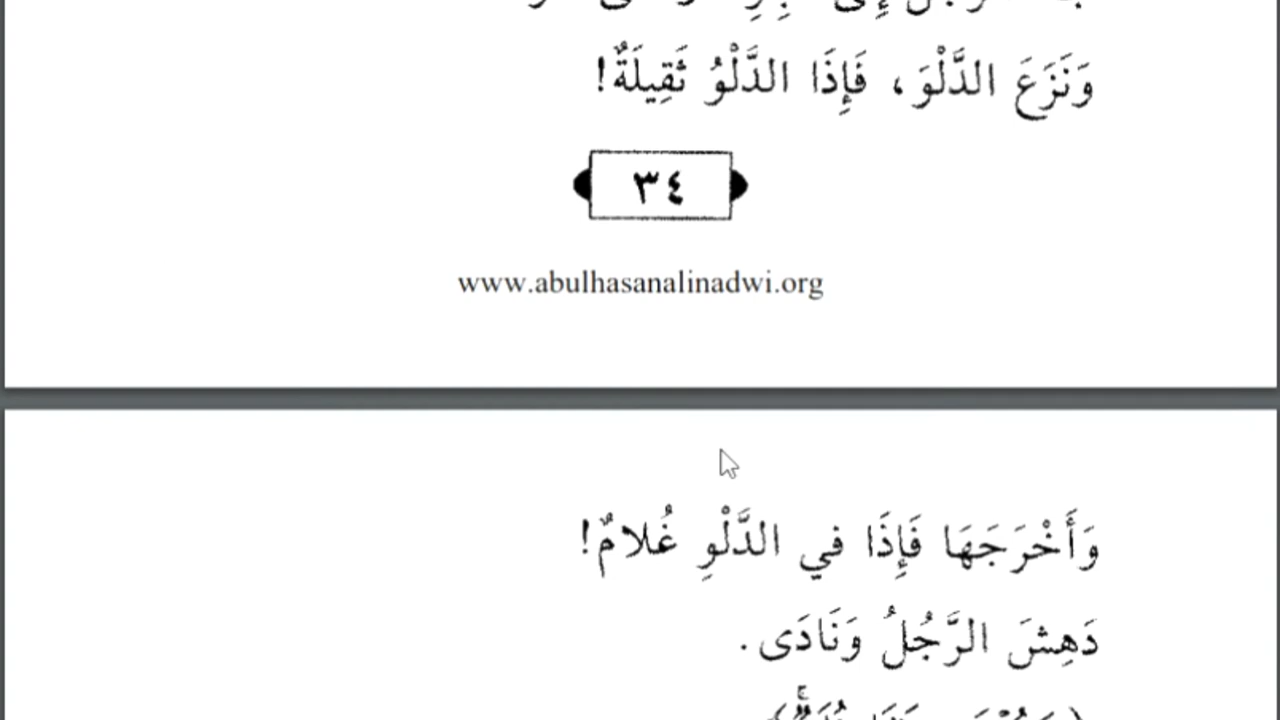 وَنَزَعَ الدَّلْوَ، فَإِذَا الدَّلْوُ ثَقِيلَةٌ!
٣٤
www.abulhasanalinadwi.org
وَأَخْرَجَهَا فَإِذَا في الدَّلْوِ غُلامٌ!
دَهِشَ الرَّجُلُ وَنَادَى.